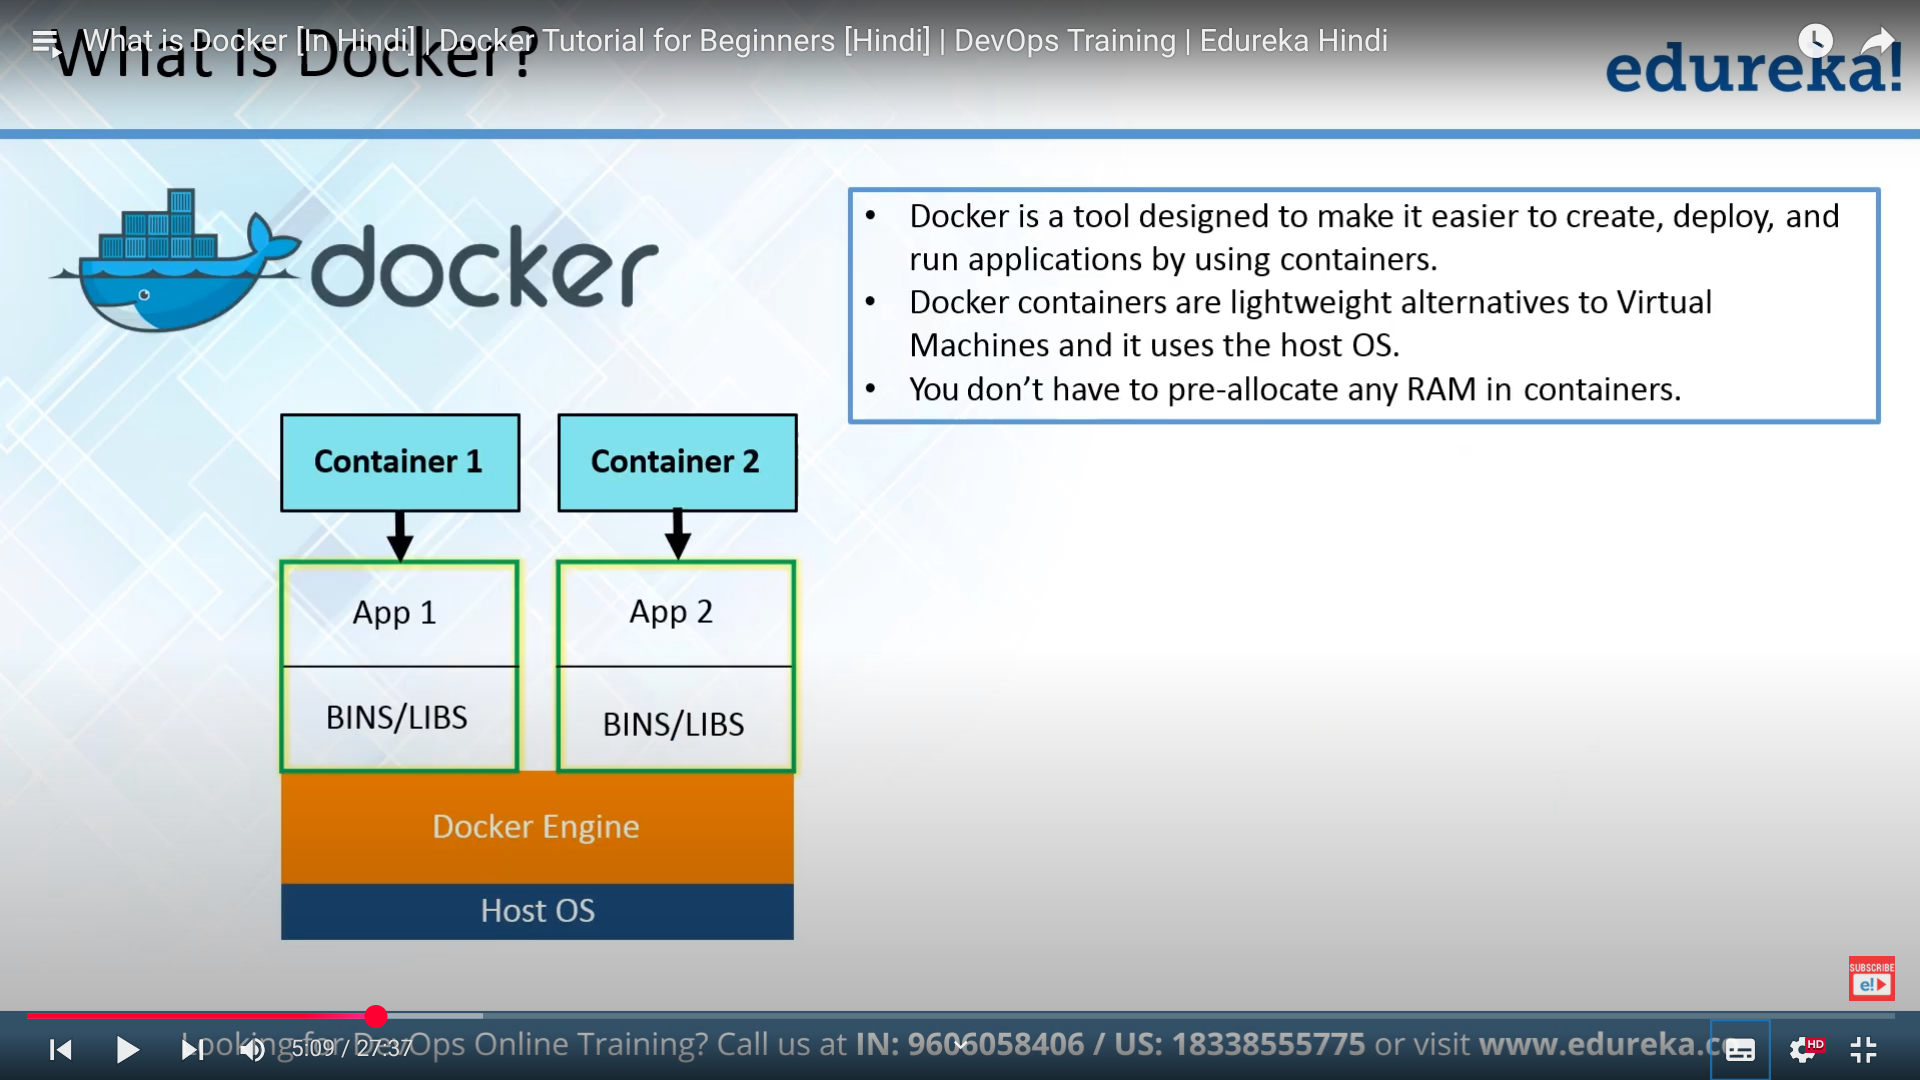 What is Docker [In Hindi] | Docker Tutorial for Beginners [Hindi] | DevOps Training | Edureka Hindi
What is Docker?
edureka!
docker
• Docker is a tool designed to make it easier to create, deploy, and
run applications by using containers.
• Docker containers are lightweight alternatives to Virtual
Machines and it uses the host OS.
• You don’t have to pre-allocate any RAM in containers.
Container 1
Container 2
App 1
App 2
BINS/LIBS
BINS/LIBS
Docker Engine
Host OS
SUBSCRIBE
e!
Looking for DevOps Online Training? Call us at IN: 9606058406 / US: 18338555775 or visit www.edureka.co
5:09 / 27:37
HD